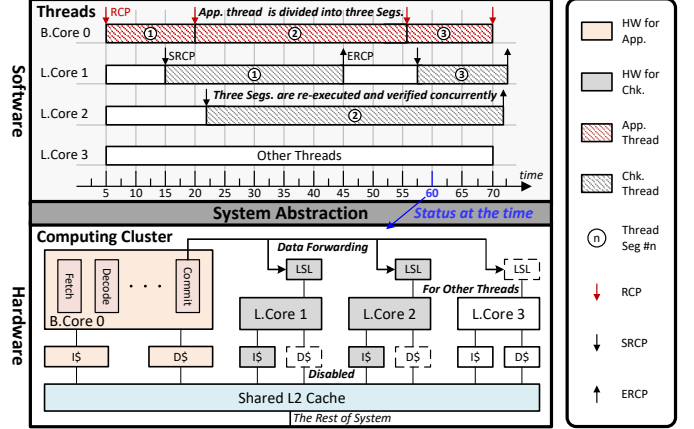 Threads
RCP
App. thread is divided into three Segs.
B.Core 0
1
2
3
SRCP
ERCP
L.Core 1
1
3
Three Segs. are re-executed and verified concurrently
L.Core 2
2
L.Core 3
Other Threads
time
5 10 15 20 25 30 35 40 45 50 55 60 65 70
Software
System Abstraction
Status at the time
Computing Cluster
Data Forwarding
Fetch
Decode
· · ·
Commit
B.Core 0
LSL
LSL
LSL
For Other Threads
L.Core 1
L.Core 2
L.Core 3
I$
D$
I$
D$
I$
D$
I$
D$
Disabled
Shared L2 Cache
The Rest of System
Hardware
HW for
App.
HW for
Chk.
App.
Thread
Chk.
Thread
n
Thread
Seg #n
RCP
SRCP
ERCP